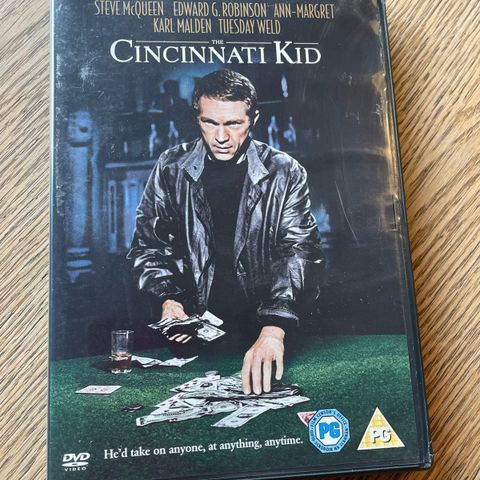 STEVE McQUEEN EDWARD G. ROBINSON ANN-MARGRET
KARL MALDEN TUESDAY WELD
THE
CINCINNATI KID
He'd take on anyone, at anything, anytime.
DVD
VIDEO
PG
PG